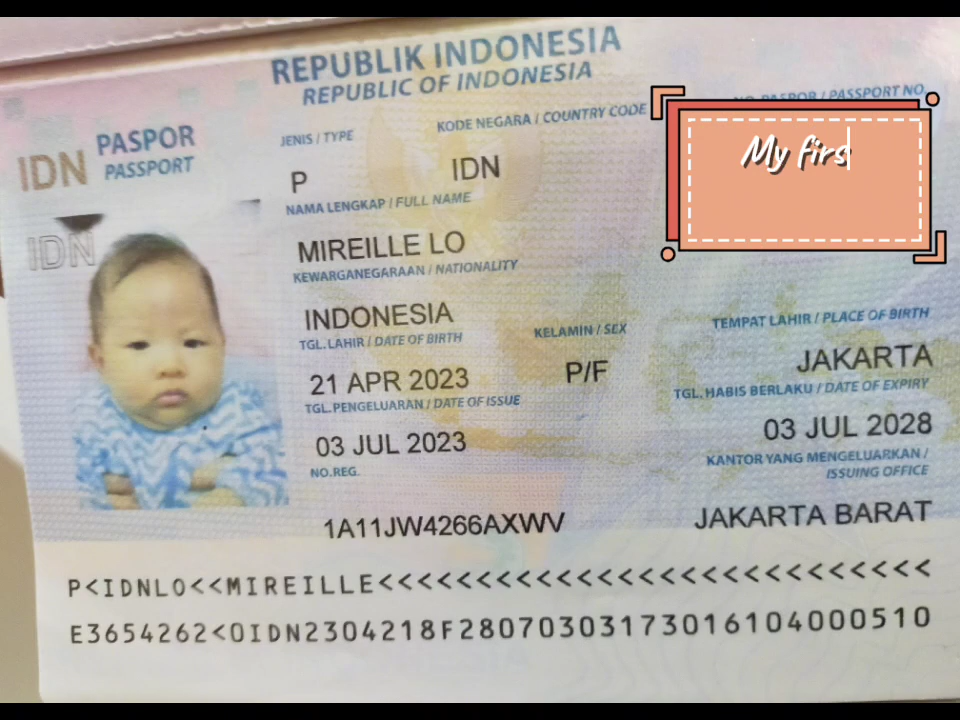 REPUBLIK INDONESIA
REPUBLIC OF INDONESIA
IDN PASPOR
PASSPORT
JENIS / TYPE
KODE NEGARA / COUNTRY CODE
NO. PASPOR / PASSPORT NO.
My firs
P
IDN
IDN
NAMA LENGKAP / FULL NAME
MIREILLE LO
KEWARGANEGARAAN / NATIONALITY
INDONESIA
TGL. LAHIR / DATE OF BIRTH
KELAMIN / SEX
TEMPAT LAHIR / PLACE OF BIRTH
21 APR 2023
P/F
JAKARTA
TGL. PENGELUARAN / DATE OF ISSUE
TGL. HABIS BERLAKU / DATE OF EXPIRY
03 JUL 2023
03 JUL 2028
NO. REG.
KANTOR YANG MENGELUARKAN /
ISSUING OFFICE
1A11JW4266AXWV
JAKARTA BARAT
P<IDNLO<<MIREILLE<<<<<<<<<<<<<<<<<<<<<<<<<<<
E3654262<0IDN2304218F28070303173016104000510